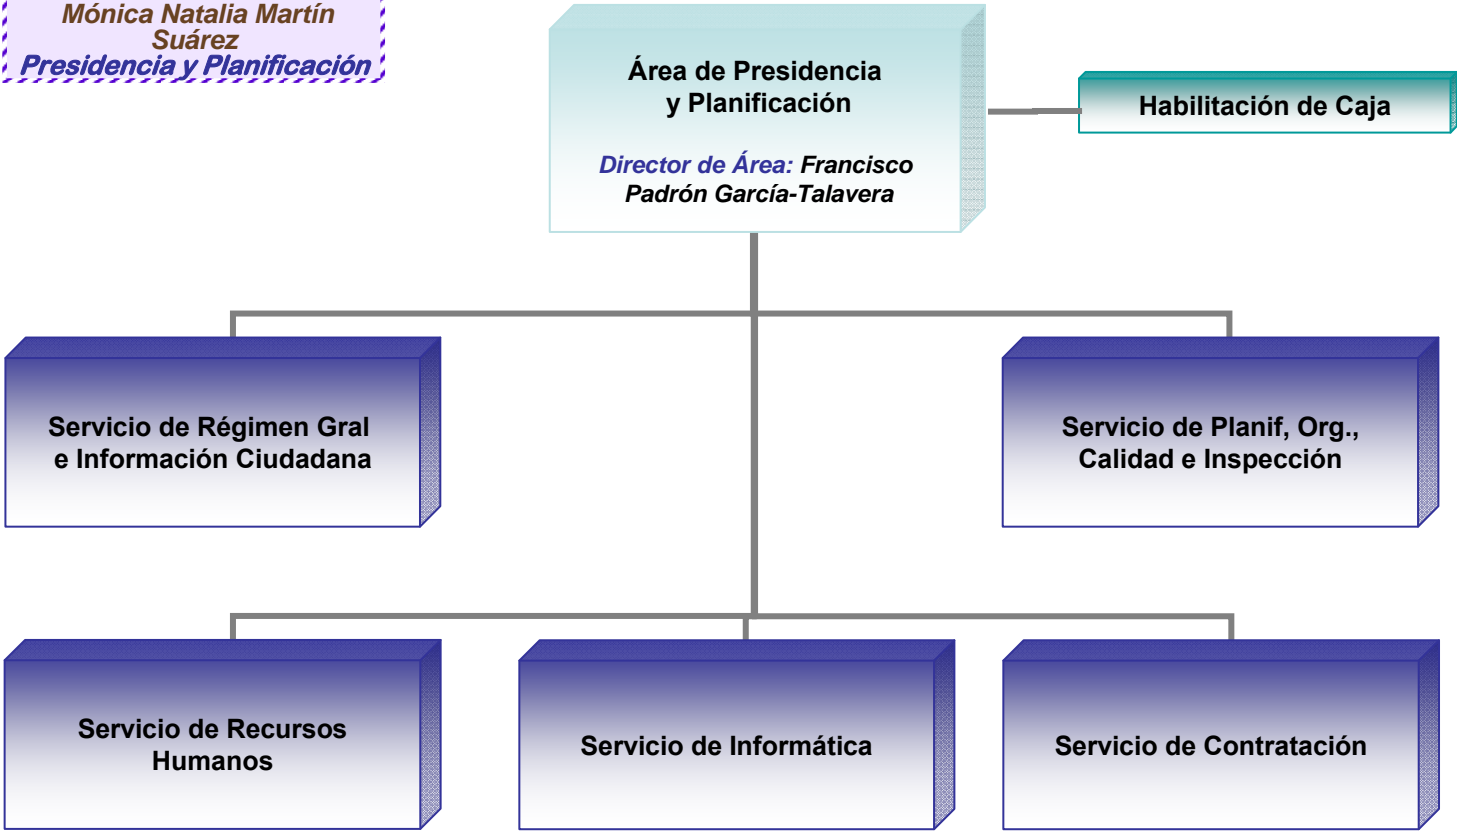 Mónica Natalia Martín
Suárez
Presidencia y Planificación
Área de Presidencia
y Planificación
Director de Área: Francisco
Padrón García-Talavera
Habilitación de Caja
Servicio de Régimen Gral
e Información Ciudadana
Servicio de Planif, Org.,
Calidad e Inspección
Servicio de Recursos
Humanos
Servicio de Informática
Servicio de Contratación